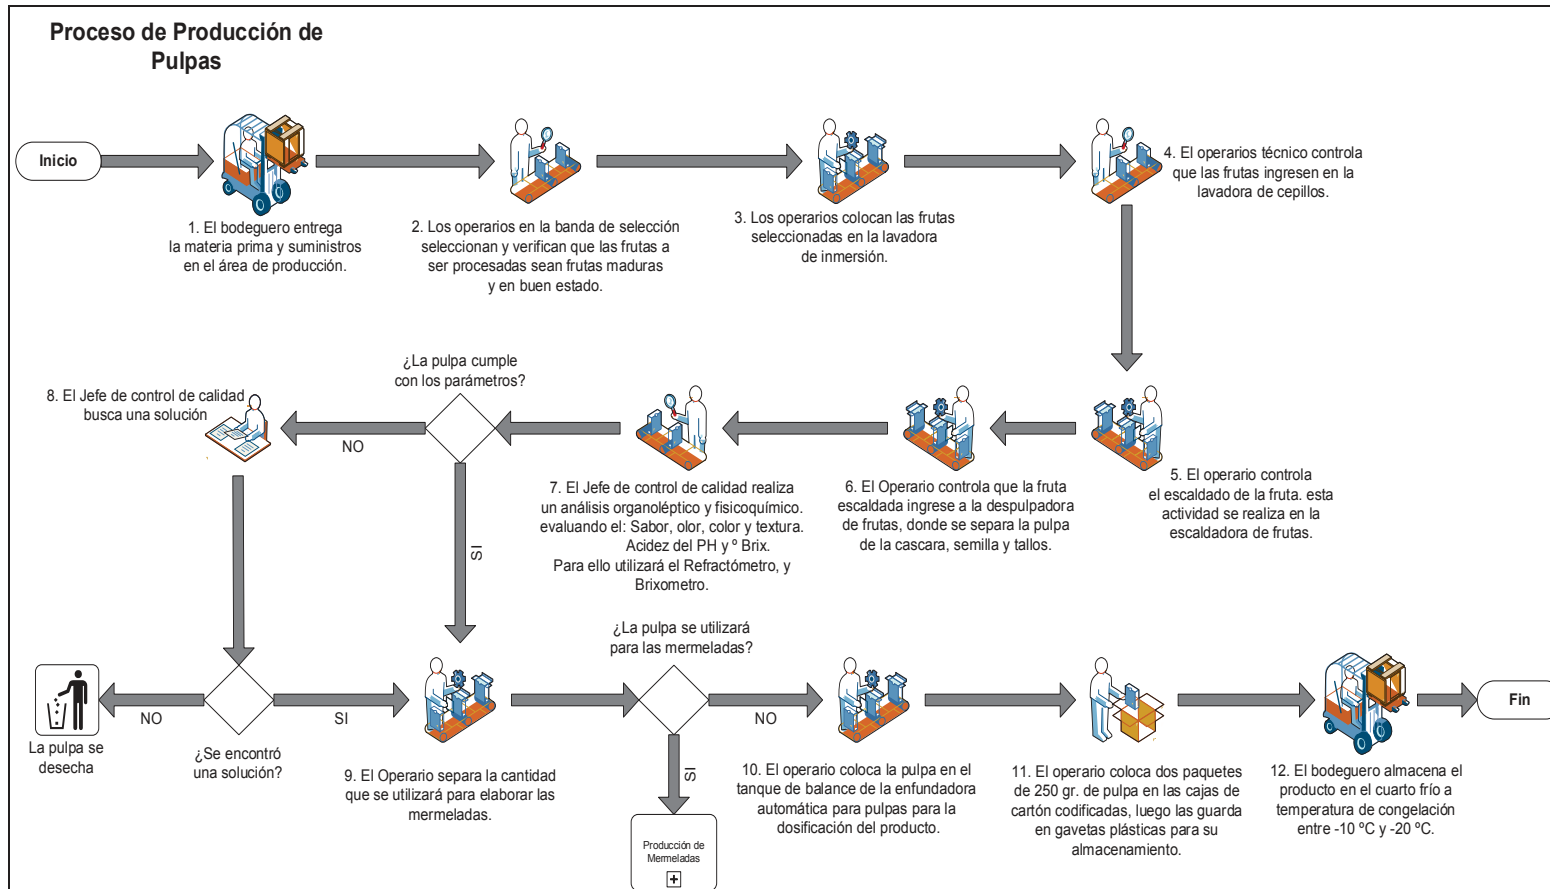 Proceso de Producción de
Pulpas
Inicio
1. El bodeguero entrega
la materia prima y suministros
en el área de producción.
2. Los operarios en la banda de selección
seleccionan y verifican que las frutas a
ser procesadas sean frutas maduras
y en buen estado.
3. Los operarios colocan las frutas
seleccionadas en la lavadora
de inmersión.
4. El operarios técnico controla
que las frutas ingresen en la
lavadora de cepillos.
5. El operario controla
el escaldado de la fruta. esta
actividad se realiza en la
escaldadora de frutas.
6. El Operario controla que la fruta
escaldada ingrese a la despulpadora
de frutas, donde se separa la pulpa
de la cascara, semilla y tallos.
7. El Jefe de control de calidad realiza
un análisis organoléptico y fisicoquímico.
evaluando el: Sabor, olor, color y textura.
Acidez del PH y º Brix.
Para ello utilizará el Refractómetro, y
Brixometro.
¿La pulpa cumple
con los parámetros?
NO
SI
8. El Jefe de control de calidad
busca una solución
¿Se encontró
una solución?
NO
La pulpa se
desecha
SI
9. El Operario separa la cantidad
que se utilizará para elaborar las
mermeladas.
¿La pulpa se utilizará
para las mermeladas?
SI
Producción de
Mermeladas
NO
10. El operario coloca la pulpa en el
tanque de balance de la enfundadora
automática para pulpas para la
dosificación del producto.
11. El operario coloca dos paquetes
de 250 gr. de pulpa en las cajas de
cartón codificadas, luego las guarda
en gavetas plásticas para su
almacenamiento.
12. El bodeguero almacena el
producto en el cuarto frío a
temperatura de congelación
entre -10 ºC y -20 ºC.
Fin